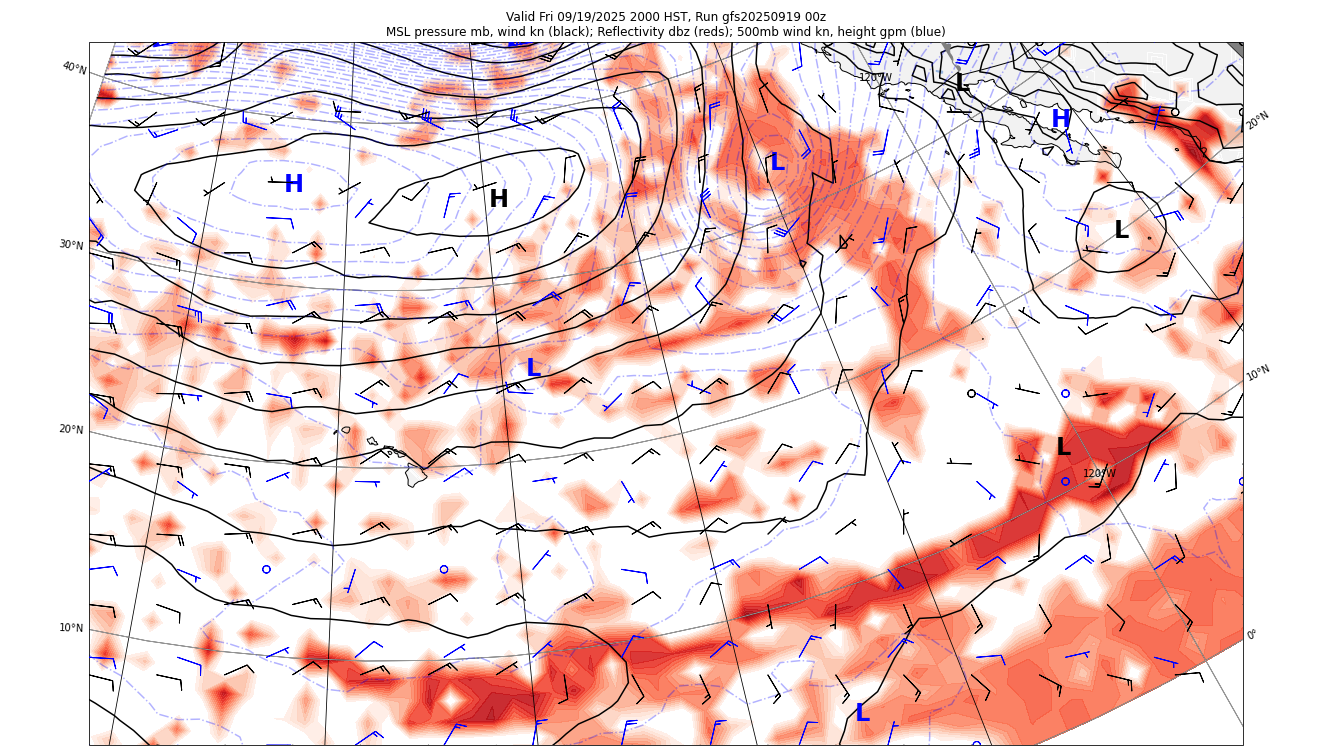 Valid Fri 09/19/2025 2000 HST, Run gfs20250919 00z
MSL pressure mb, wind kn (black); Reflectivity dbz (reds); 500mb wind kn, height gpm (blue)
40°N
120°W
L
H
20°N
L
H
H
L
30°N
L
10°N
20°N
L
120°W
10°N
0°
L